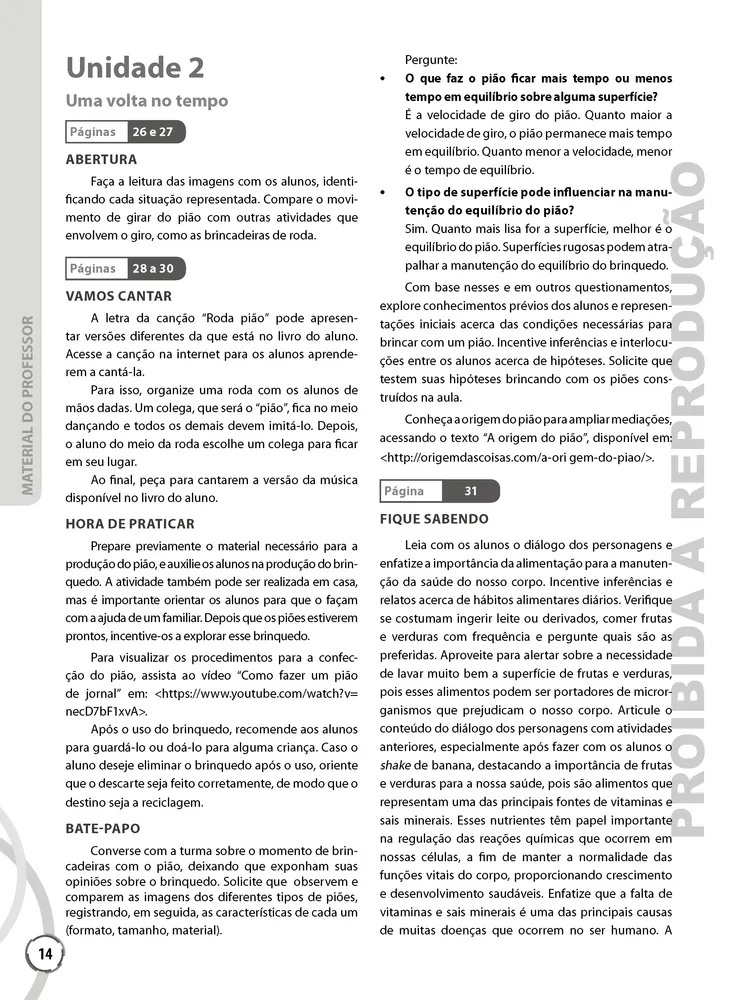 Unidade 2
Uma volta no tempo
Páginas 26 e 27
ABERTURA
Faça a leitura das imagens com os alunos, identi-
ficando cada situação representada. Compare o movi-
mento de girar do pião com outras atividades que
envolvem o giro, como as brincadeiras de roda.
Páginas 28 a 30
VAMOS CANTAR
A letra da canção “Roda pião” pode apresen-
tar versões diferentes da que está no livro do aluno.
Acesse a canção na internet para os alunos aprende-
rem a cantá-la.
Para isso, organize uma roda com os alunos de
mãos dadas. Um colega, que será o “pião”, fica no meio
dançando e todos os demais devem imitá-lo. Depois,
o aluno do meio da roda escolhe um colega para ficar
em seu lugar.
Ao final, peça para cantarem a versão da música
disponível no livro do aluno.
HORA DE PRATICAR
Prepare previamente o material necessário para a
produção do pião, e auxilie os alunos na produção do brin-
quedo. A atividade também pode ser realizada em casa,
mas é importante orientar os alunos para que o façam
com a ajuda de um familiar. Depois que os piões estiverem
prontos, incentive-os a explorar esse brinquedo.
Para visualizar os procedimentos para a confec-
ção do pião, assista ao vídeo “Como fazer um pião
de jornal” em: <https://www.youtube.com/watch?v=
necD7bF1xvA>.
Após o uso do brinquedo, recomende aos alunos
para guardá-lo ou doá-lo para alguma criança. Caso o
aluno deseje eliminar o brinquedo após o uso, oriente
que o descarte seja feito corretamente, de modo que o
destino seja a reciclagem.
BATE-PAPO
Converse com a turma sobre o momento de brin-
cadeiras com o pião, deixando que exponham suas
opiniões sobre o brinquedo. Solicite que observem e
comparem as imagens dos diferentes tipos de piões,
registrando, em seguida, as características de cada um
(formato, tamanho, material).
Pergunte:
• O que faz o pião ficar mais tempo ou menos
tempo em equilíbrio sobre alguma superfície?
É a velocidade de giro do pião. Quanto maior a
velocidade de giro, o pião permanece mais tempo
em equilíbrio. Quanto menor a velocidade, menor
é o tempo de equilíbrio.
• O tipo de superfície pode influenciar na manu-
tenção do equilíbrio do pião?
Sim. Quanto mais lisa for a superfície, melhor é o
equilíbrio do pião. Superfícies rugosas podem atra-
palhar a manutenção do equilíbrio do brinquedo.
Com base nesses e em outros questionamentos,
explore conhecimentos prévios dos alunos e represen-
tações iniciais acerca das condições necessárias para
brincar com um pião. Incentive inferências e interlocu-
ções entre os alunos acerca de hipóteses. Solicite que
testem suas hipóteses brincando com os piões cons-
truídos na aula.
Conheça a origem do pião para ampliar mediações,
acessando o texto “A origem do pião”, disponível em:
<http://origemdascoisas.com/a-ori gem-do-piao/>.
Página 31
FIQUE SABENDO
Leia com os alunos o diálogo dos personagens e
enfatize a importância da alimentação para a manuten-
ção da saúde do nosso corpo. Incentive inferências e
relatos acerca de hábitos alimentares diários. Verifique
se costumam ingerir leite ou derivados, comer frutas
e verduras com frequência e pergunte quais são as
preferidas. Aproveite para alertar sobre a necessidade
de lavar muito bem a superfície de frutas e verduras,
pois esses alimentos podem ser portadores de micror-
ganismos que prejudicam o nosso corpo. Articule o
conteúdo do diálogo dos personagens com atividades
anteriores, especialmente após fazer com os alunos o
shake de banana, destacando a importância de frutas
e verduras para a nossa saúde, pois são alimentos que
representam uma das principais fontes de vitaminas e
sais minerais. Esses nutrientes têm papel importante
na regulação das reações químicas que ocorrem em
nossas células, a fim de manter a normalidade das
funções vitais do corpo, proporcionando crescimento
e desenvolvimento saudáveis. Enfatize que a falta de
vitaminas e sais minerais é uma das principais causas
de muitas doenças que ocorrem no ser humano. A
MATERIAL DO PROFESSOR
PROIBIDA A REPRODUÇÃO
14